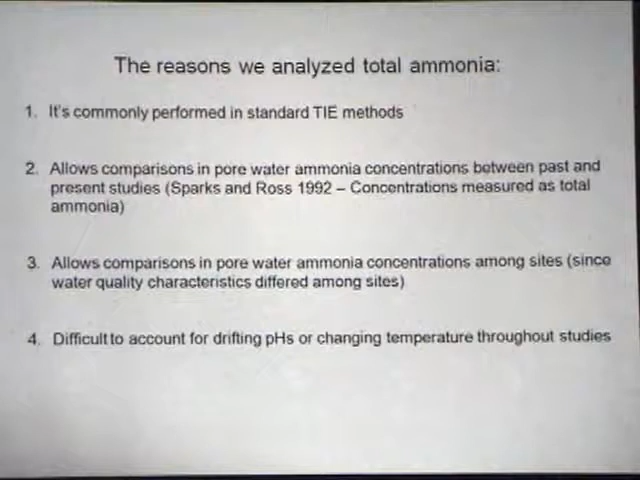 The reasons we analyzed total ammonia:
1. It's commonly performed in standard TIE methods
2. Allows comparisons in pore water ammonia concentrations between past and
present studies (Sparks and Ross 1992 – Concentrations measured as total
ammonia)
3. Allows comparisons in pore water ammonia concentrations among sites (since
water quality characteristics differed among sites)
4. Difficult to account for drifting pHs or changing temperature throughout studies